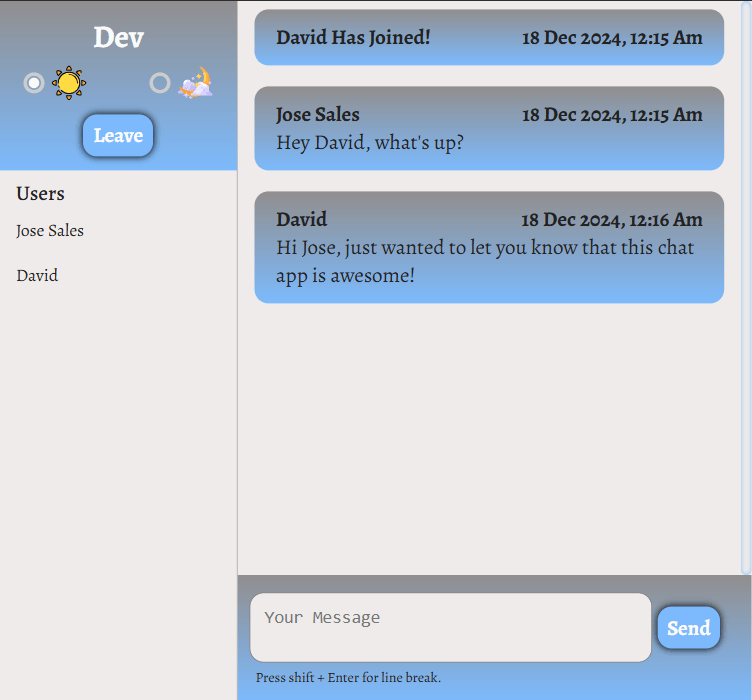 Dev
Leave
Users
Jose Sales
David
David Has Joined! 18 Dec 2024, 12:15 Am
Jose Sales 18 Dec 2024, 12:15 Am
Hey David, what's up?
David 18 Dec 2024, 12:16 Am
Hi Jose, just wanted to let you know that this chat
app is awesome!
Your Message
Send
Press shift + Enter for line break.